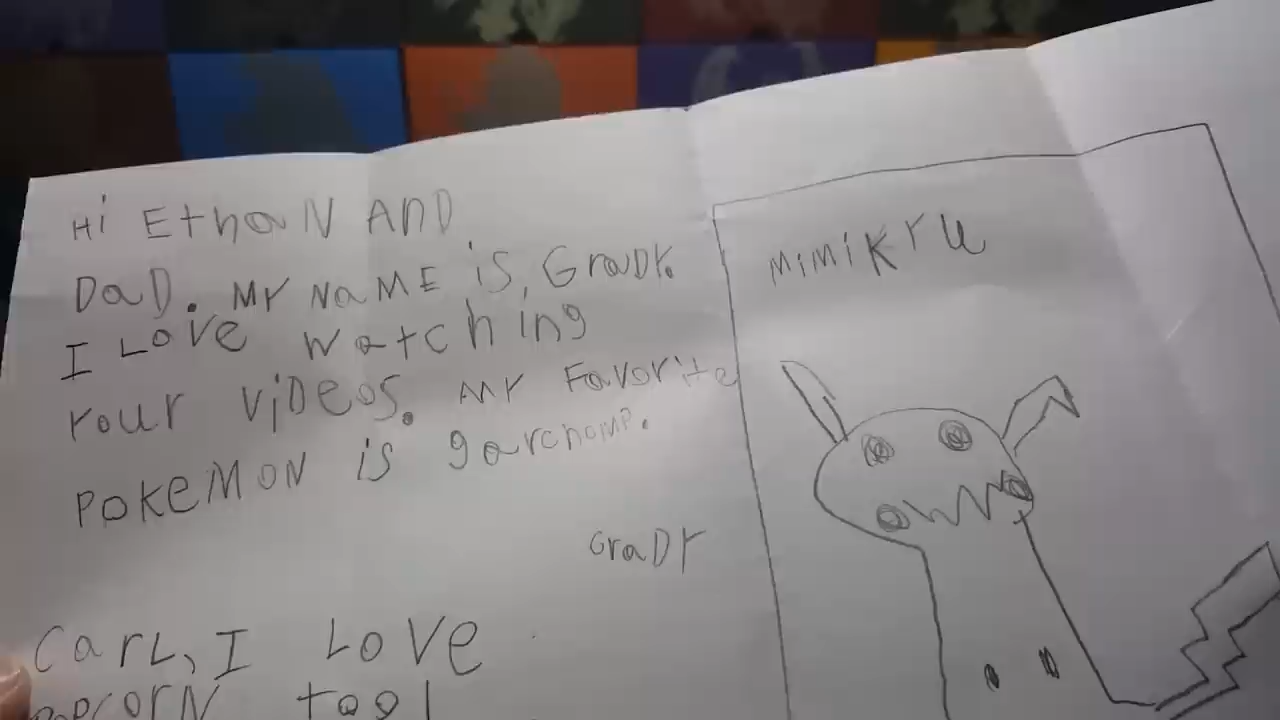 Hi EthaN AND
DaD. MY NaME is, GraDY.
I Love watching
Your ViDeos. MY Favorite
PokeMON is garchomp.
GraDY
CarL, I Love
POPCORN too!
MiMiKYU